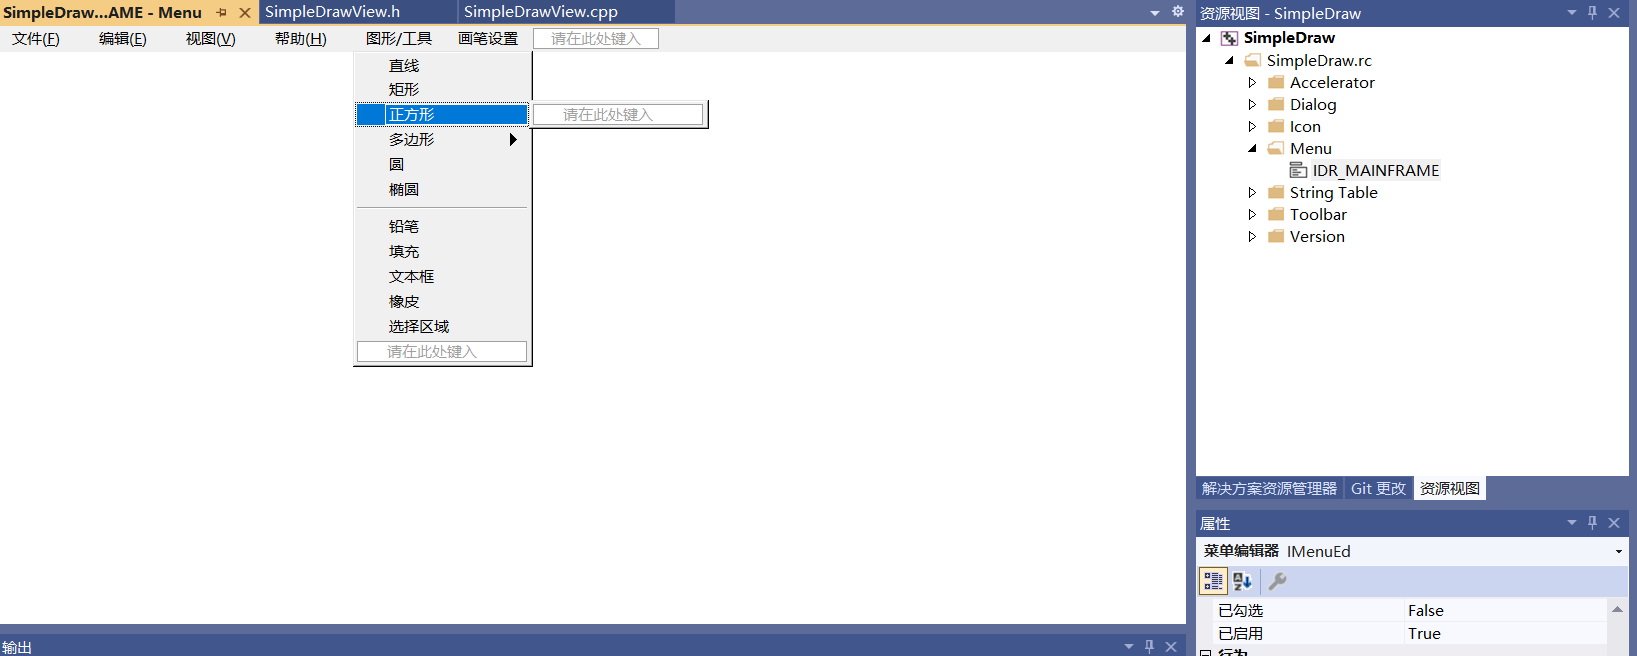 SimpleDraw...AME - Menu
SimpleDrawView.h
SimpleDrawView.cpp
文件(F)
编辑(E)
视图(V)
帮助(H)
图形/工具
画笔设置
请在此处键入
直线
矩形
正方形
请在此处键入
多边形
圆
椭圆
铅笔
填充
文本框
橡皮
选择区域
请在此处键入
输出
资源视图 - SimpleDraw
SimpleDraw
SimpleDraw.rc
Accelerator
Dialog
Icon
Menu
IDR_MAINFRAME
String Table
Toolbar
Version
解决方案资源管理器
Git 更改
资源视图
属性
菜单编辑器 IMenuEd
已勾选 False
已启用 True
行为